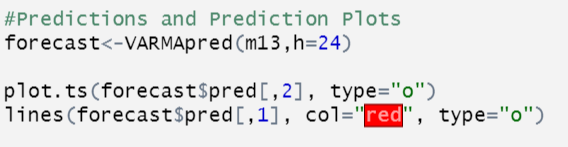 #Predictions and Prediction Plots
forecast<-VARMApred(m13,h=24)
plot.ts(forecast$pred[,2], type="o")
lines(forecast$pred[,1], col="red", type="o")